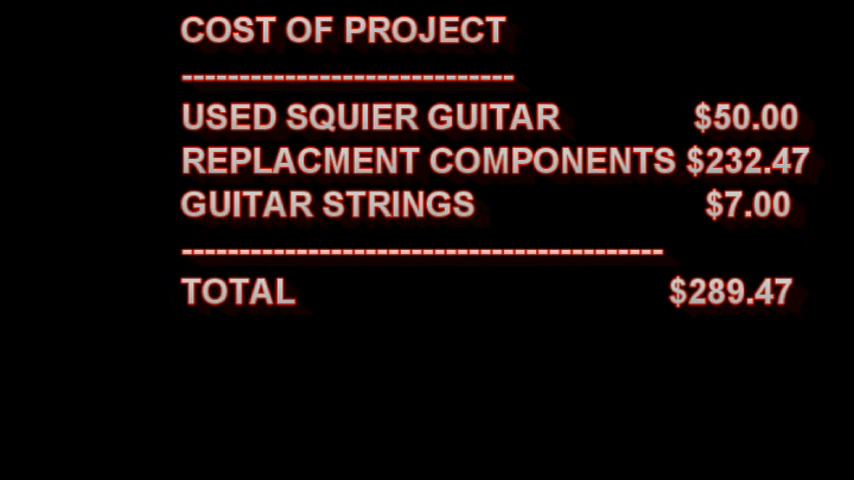 COST OF PROJECT
-----------------------------
USED SQUIER GUITAR $50.00
REPLACMENT COMPONENTS $232.47
GUITAR STRINGS $7.00
------------------------------------------
TOTAL $289.47